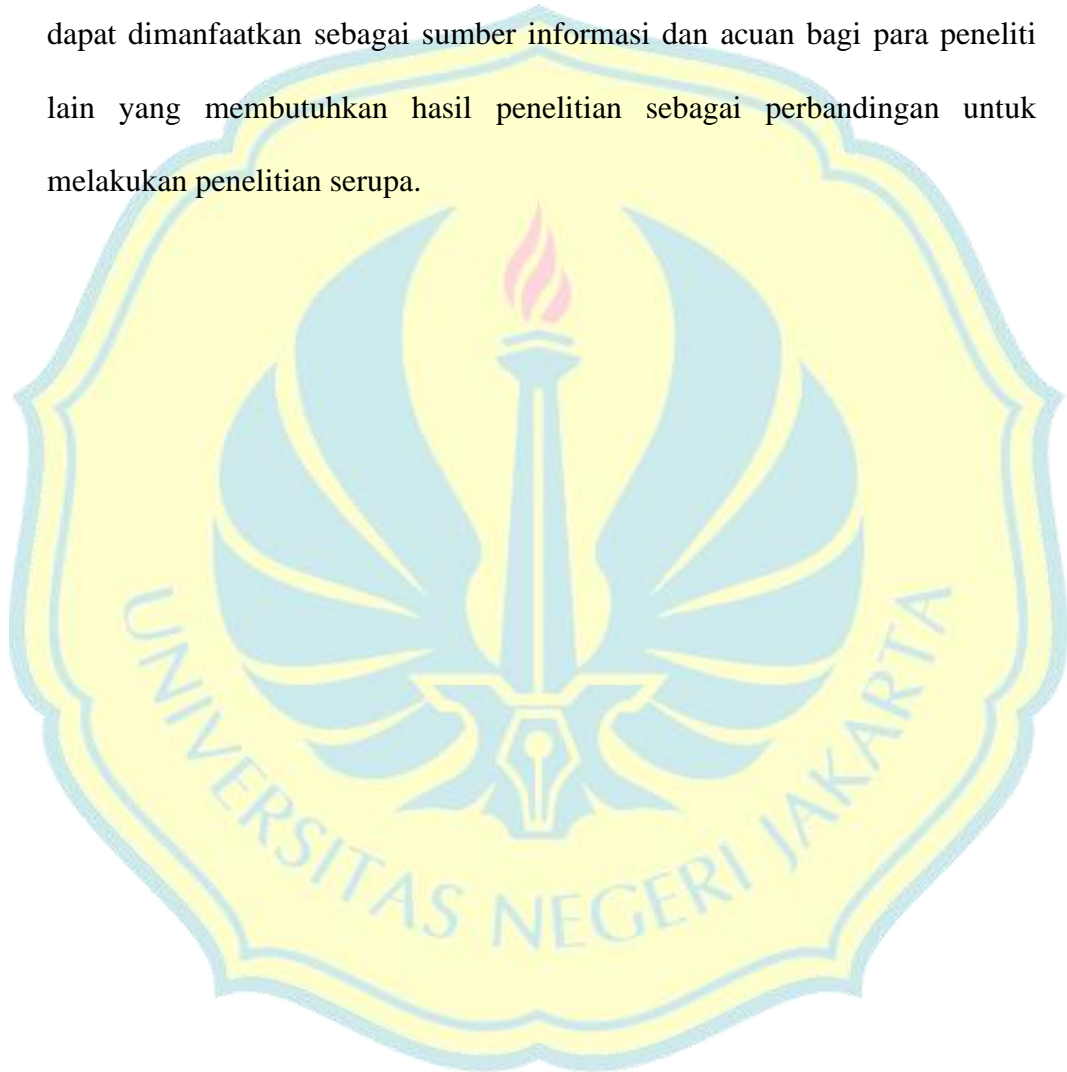 dapat dimanfaatkan sebagai sumber informasi dan acuan bagi para peneliti
lain yang membutuhkan hasil penelitian sebagai perbandingan untuk
melakukan penelitian serupa.
UNIVERSITAS NEGERI JAKARTA